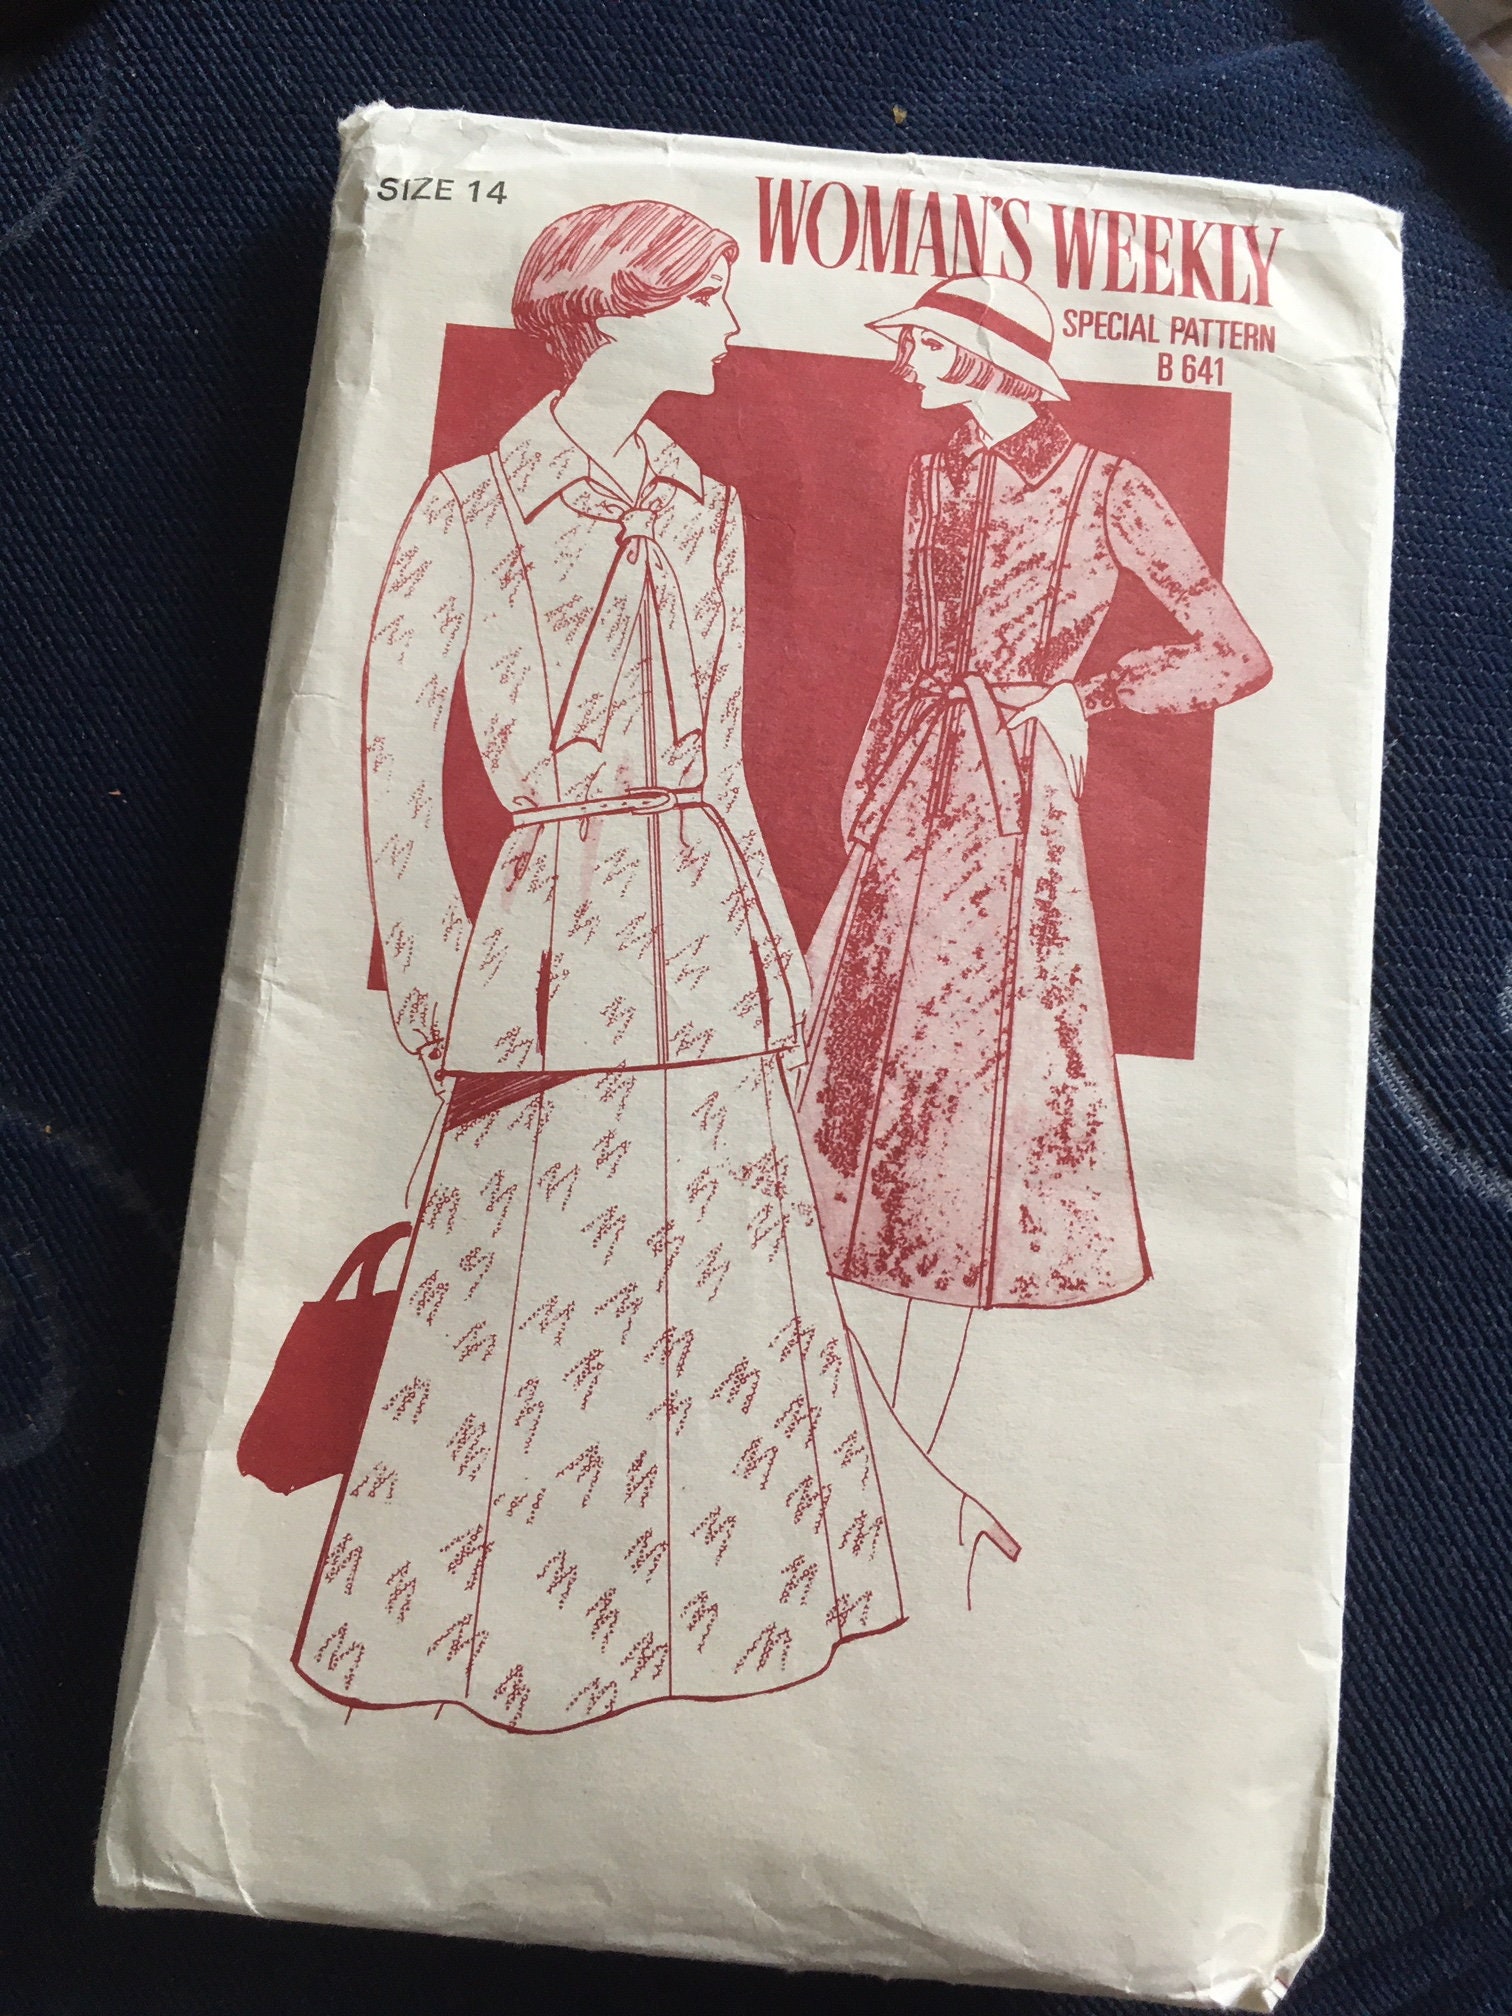 SIZE 14
WOMAN'S WEEKLY
SPECIAL PATTERN
B 641